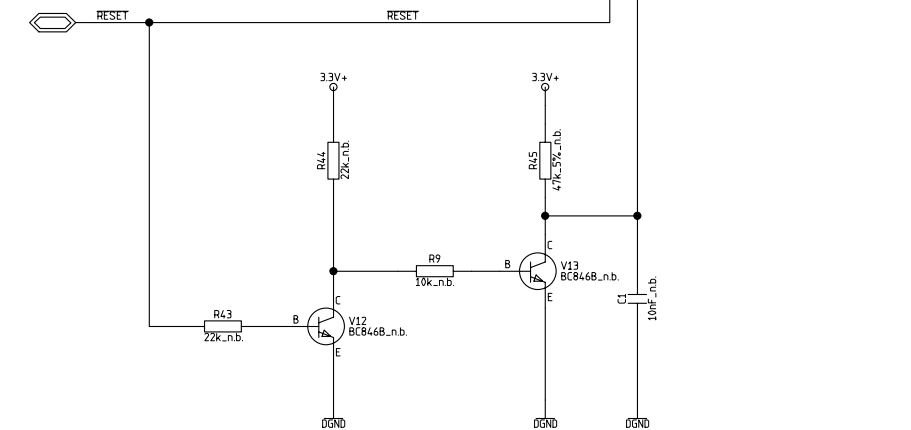 RESET RESET
3.3V+ 3.3V+
R44
22k_n.b.
R45
47k_5%_n.b.
C
R9
B
V13
BC846B_n.b.
10k_n.b.
E
C1
10nF_n.b.
C
R43
B
V12
BC846B_n.b.
22k_n.b.
E
DGND DGND DGND